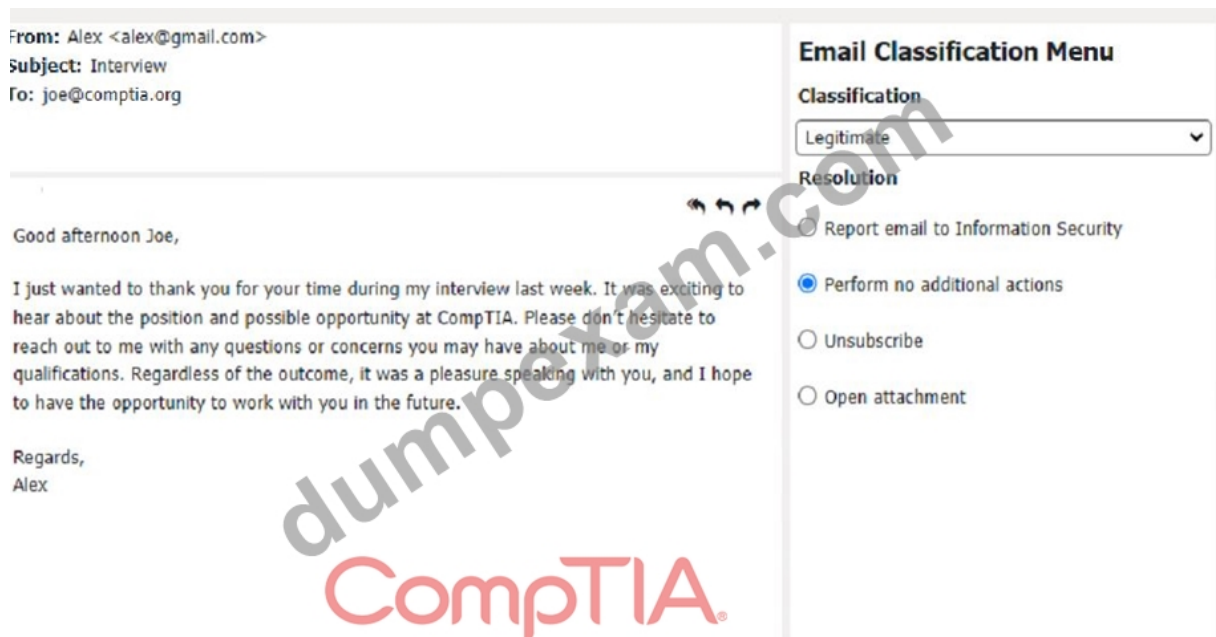 From: Alex <alex@gmail.com>
Subject: Interview
To: joe@comptia.org
Good afternoon Joe,
I just wanted to thank you for your time during my interview last week. It was exciting to
hear about the position and possible opportunity at CompTIA. Please don't hesitate to
reach out to me with any questions or concerns you may have about me or my
qualifications. Regardless of the outcome, it was a pleasure speaking with you, and I hope
to have the opportunity to work with you in the future.
Regards,
Alex
Email Classification Menu
Classification
Legitimate
Resolution
Report email to Information Security
Perform no additional actions
Unsubscribe
Open attachment
dumpexam.com
CompTIA®